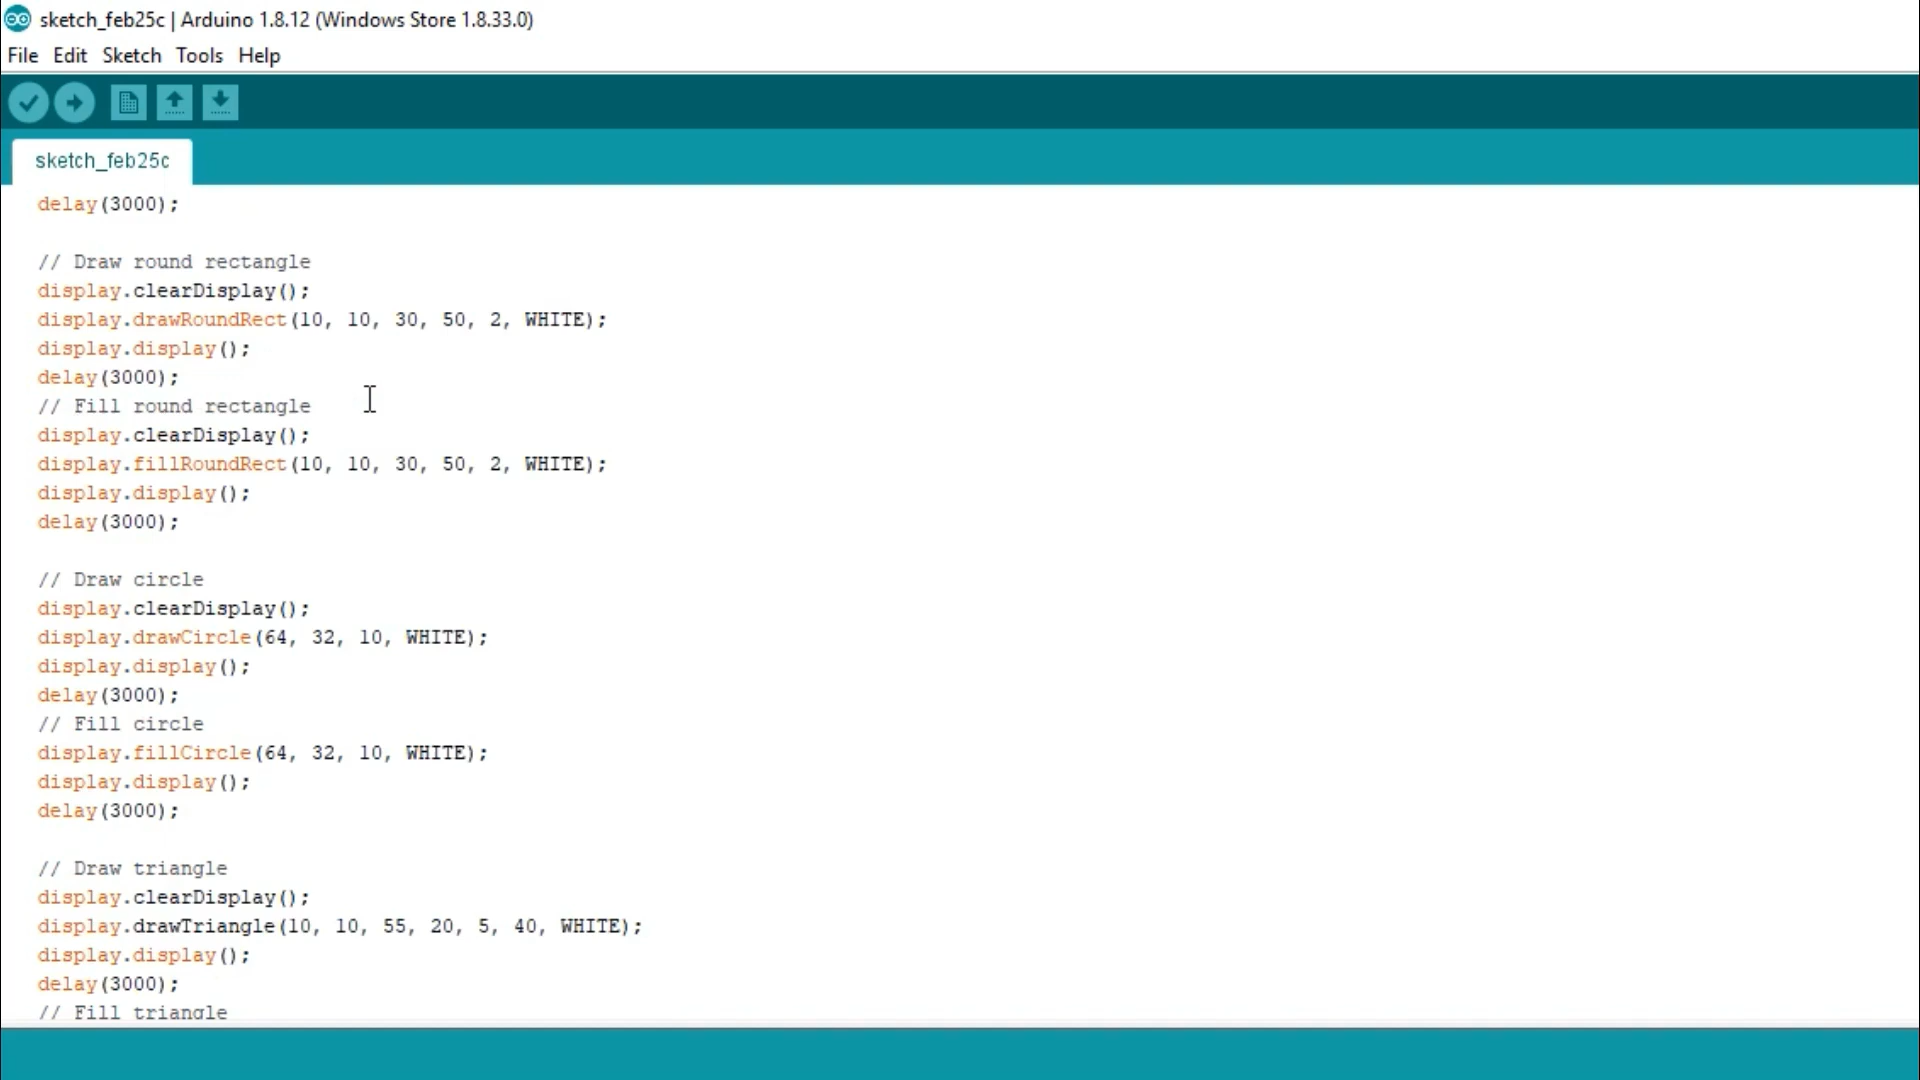 sketch_feb25c | Arduino 1.8.12 (Windows Store 1.8.33.0)
File Edit Sketch Tools Help
sketch_feb25c
delay(3000);
// Draw round rectangle
display.clearDisplay();
display.drawRoundRect(10, 10, 30, 50, 2, WHITE);
display.display();
delay(3000);
// Fill round rectangle
display.clearDisplay();
display.fillRoundRect(10, 10, 30, 50, 2, WHITE);
display.display();
delay(3000);
// Draw circle
display.clearDisplay();
display.drawCircle(64, 32, 10, WHITE);
display.display();
delay(3000);
// Fill circle
display.fillCircle(64, 32, 10, WHITE);
display.display();
delay(3000);
// Draw triangle
display.clearDisplay();
display.drawTriangle(10, 10, 55, 20, 5, 40, WHITE);
display.display();
delay(3000);
// Fill triangle